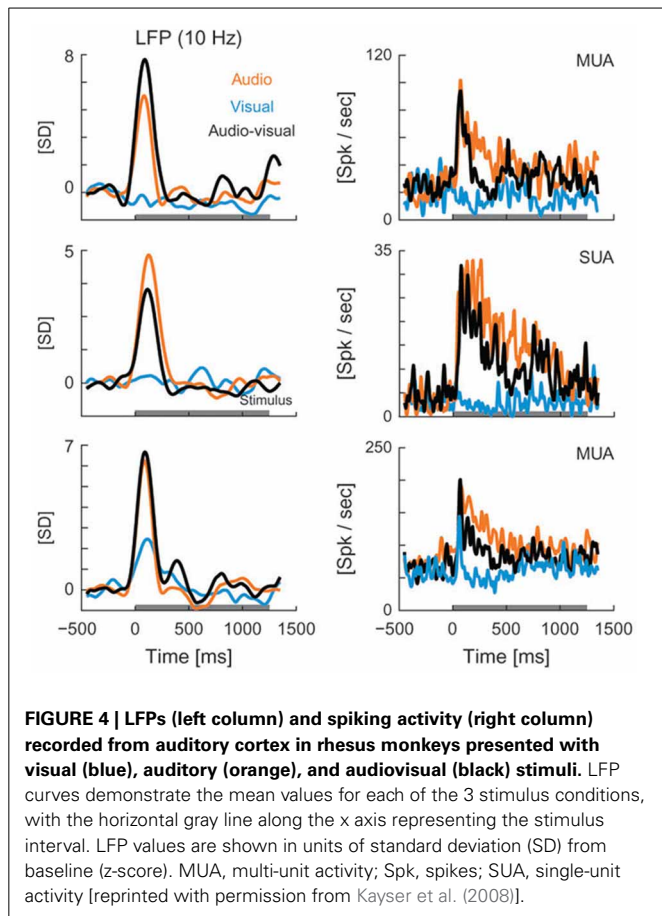 LFP (10 Hz)
8
[SD]
0
Audio
Visual
Audio-visual
120
[Spk / sec]
0
MUA
5
[SD]
0
Stimulus
35
[Spk / sec]
0
SUA
7
[SD]
0
−500 0 500 1000 1500
Time [ms]
250
[Spk / sec]
0
MUA
−500 0 500 1000 1500
Time [ms]
FIGURE 4 | LFPs (left column) and spiking activity (right column)
recorded from auditory cortex in rhesus monkeys presented with
visual (blue), auditory (orange), and audiovisual (black) stimuli. LFP
curves demonstrate the mean values for each of the 3 stimulus conditions,
with the horizontal gray line along the x axis representing the stimulus
interval. LFP values are shown in units of standard deviation (SD) from
baseline (z-score). MUA, multi-unit activity; Spk, spikes; SUA, single-unit
activity [reprinted with permission from Kayser et al. (2008)].